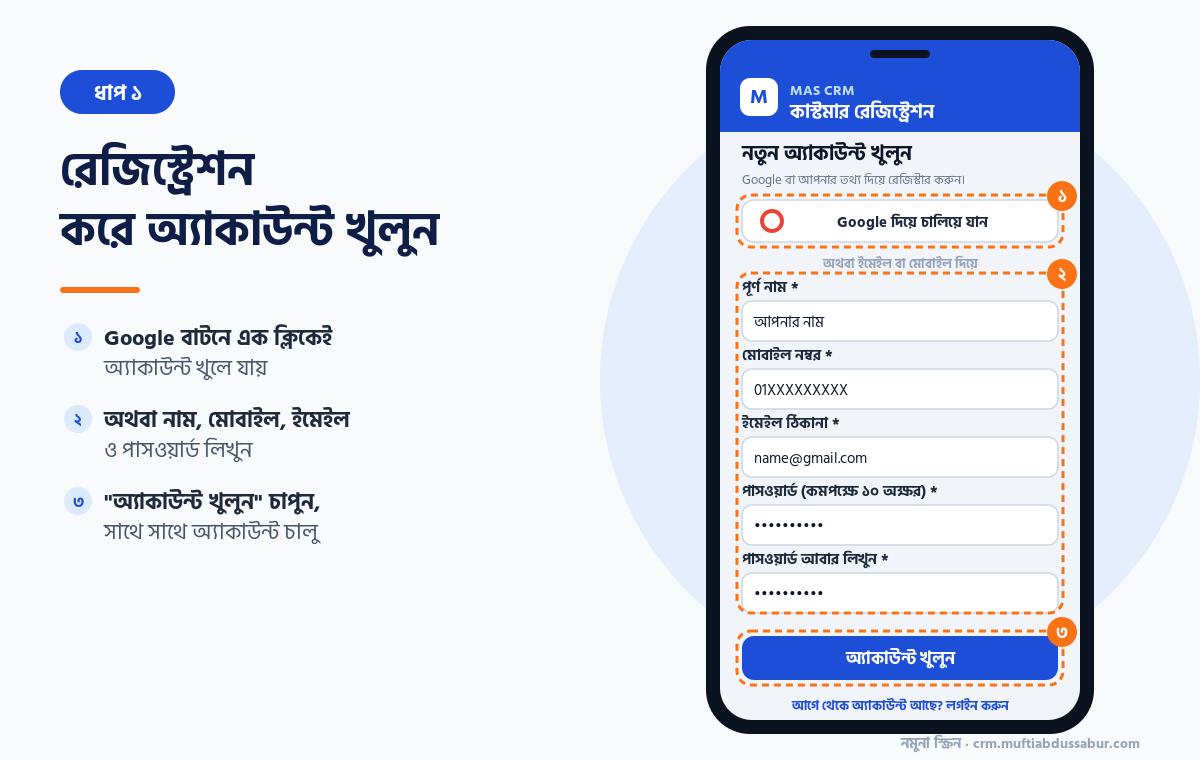 ধাপ ১
রেজিস্ট্রেশন
করে অ্যাকাউন্ট খুলুন
১
Google বাটনে এক ক্লিকেই
অ্যাকাউন্ট খুলে যায়
২
অথবা নাম, মোবাইল, ইমেইল
ও পাসওয়ার্ড লিখুন
৩
"অ্যাকাউন্ট খুলুন" চাপুন,
সাথে সাথে অ্যাকাউন্ট চালু
M
MAS CRM
কাস্টমার রেজিস্ট্রেশন
নতুন অ্যাকাউন্ট খুলুন
Google বা আপনার তথ্য দিয়ে রেজিস্টার করুন।
১
Google দিয়ে চালিয়ে যান
অথবা ইমেইল বা মোবাইল দিয়ে
২
পূর্ণ নাম *
আপনার নাম
মোবাইল নম্বর *
01XXXXXXXXX
ইমেইল ঠিকানা *
name@gmail.com
পাসওয়ার্ড (কমপক্ষে ১০ অক্ষর) *
••••••••••
পাসওয়ার্ড আবার লিখুন *
••••••••••
৩
অ্যাকাউন্ট খুলুন
আগে থেকে অ্যাকাউন্ট আছে? লগইন করুন
নমুনা স্ক্রিন · crm.muftiabdussabur.com